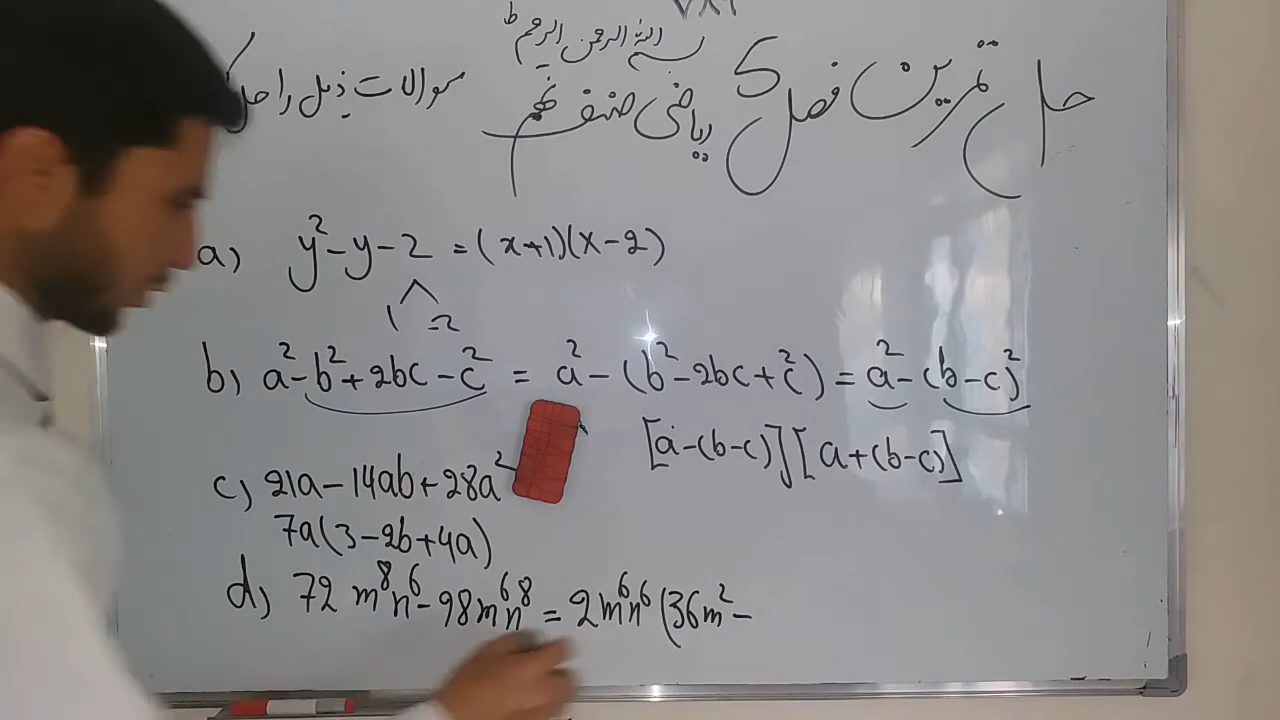 بسم الله الرحمن الرحیم
حل تمرین فصل 5
ریاضی صنف نهم
سوالات ذیل را حل
a) y²-y-2 = (x+1)(x-2)
1 -2
b) a²-b²+2bc-c² = a²-(b²-2bc+c²) = a²-(b-c)²
[a-(b-c)][a+(b-c)]
c) 21a-14ab+28a²
7a(3-2b+4a)
d) 72m⁸n⁶-98m⁶n⁸ = 2m⁶n⁶(36m²-